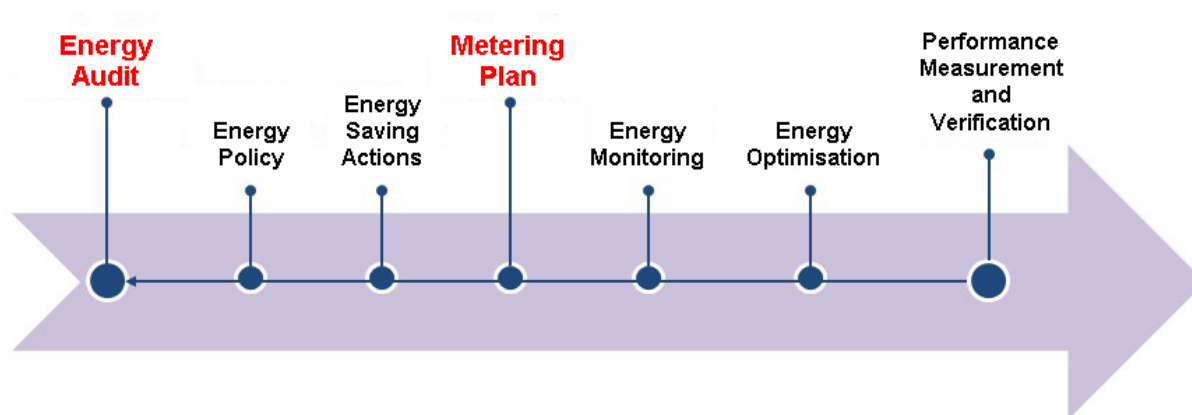 Energy
Audit
Energy
Policy
Energy
Saving
Actions
Metering
Plan
Energy
Monitoring
Energy
Optimisation
Performance
Measurement
and
Verification